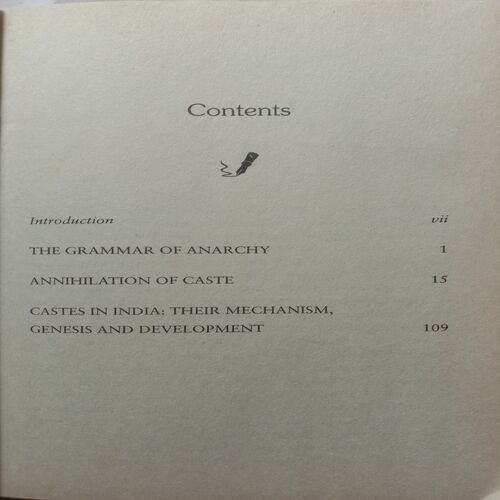 Contents
Introduction vii
THE GRAMMAR OF ANARCHY 1
ANNIHILATION OF CASTE 15
CASTES IN INDIA: THEIR MECHANISM,
GENESIS AND DEVELOPMENT 109